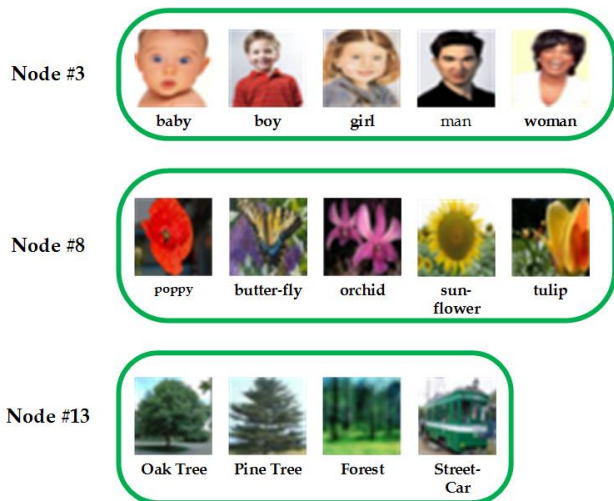 Node #3
baby boy girl man woman
Node #8
poppy butter-fly orchid sun- tulip
flower
Node #13
Oak Tree Pine Tree Forest Street-
Car